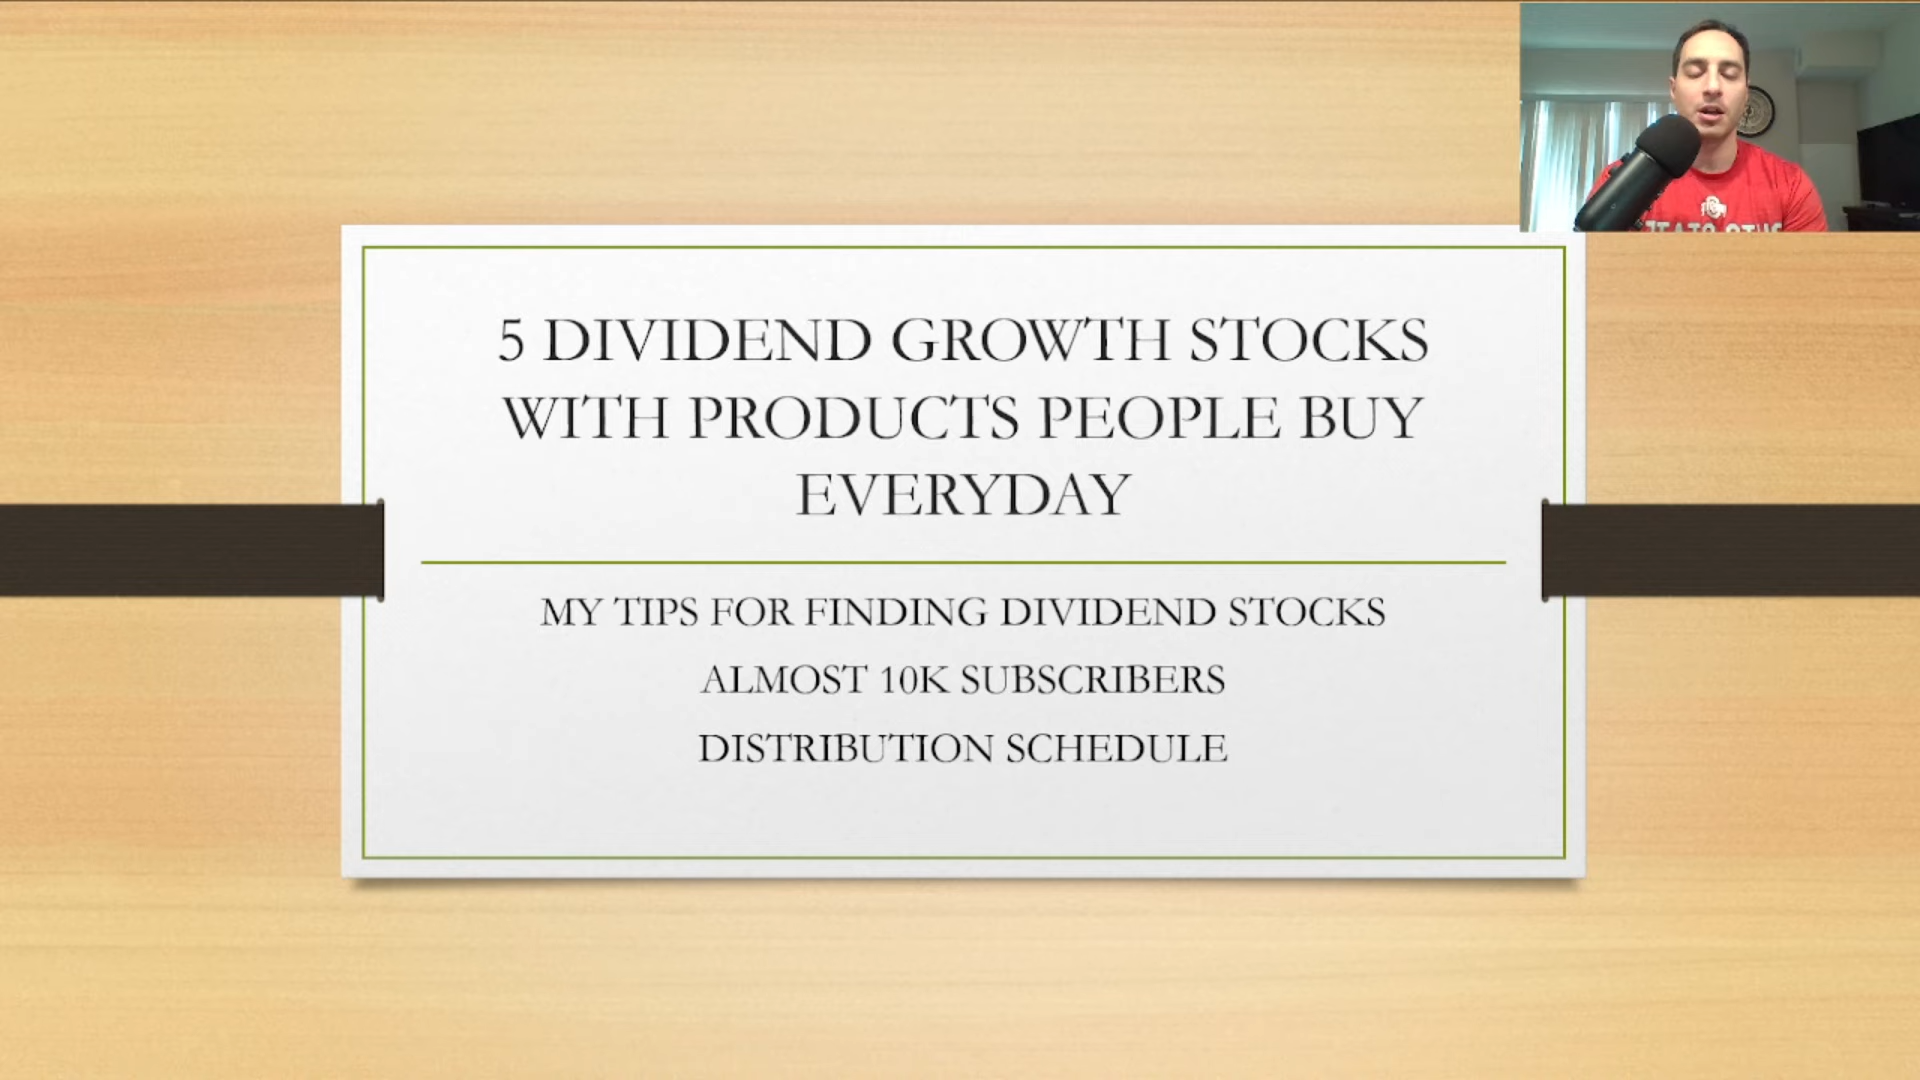 5 DIVIDEND GROWTH STOCKS
WITH PRODUCTS PEOPLE BUY
EVERYDAY
MY TIPS FOR FINDING DIVIDEND STOCKS
ALMOST 10K SUBSCRIBERS
DISTRIBUTION SCHEDULE